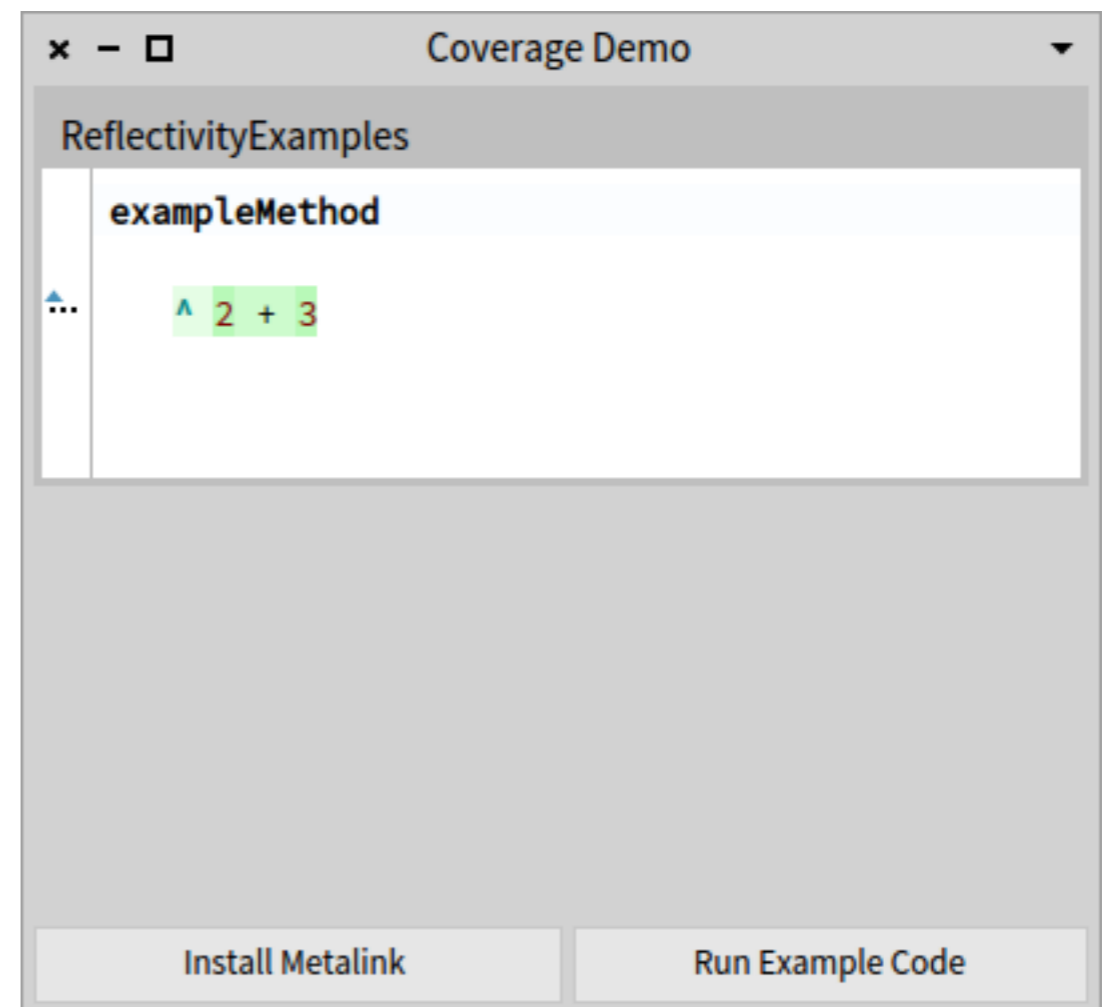 Coverage Demo
ReflectivityExamples
exampleMethod
^ 2 + 3
Install Metalink
Run Example Code